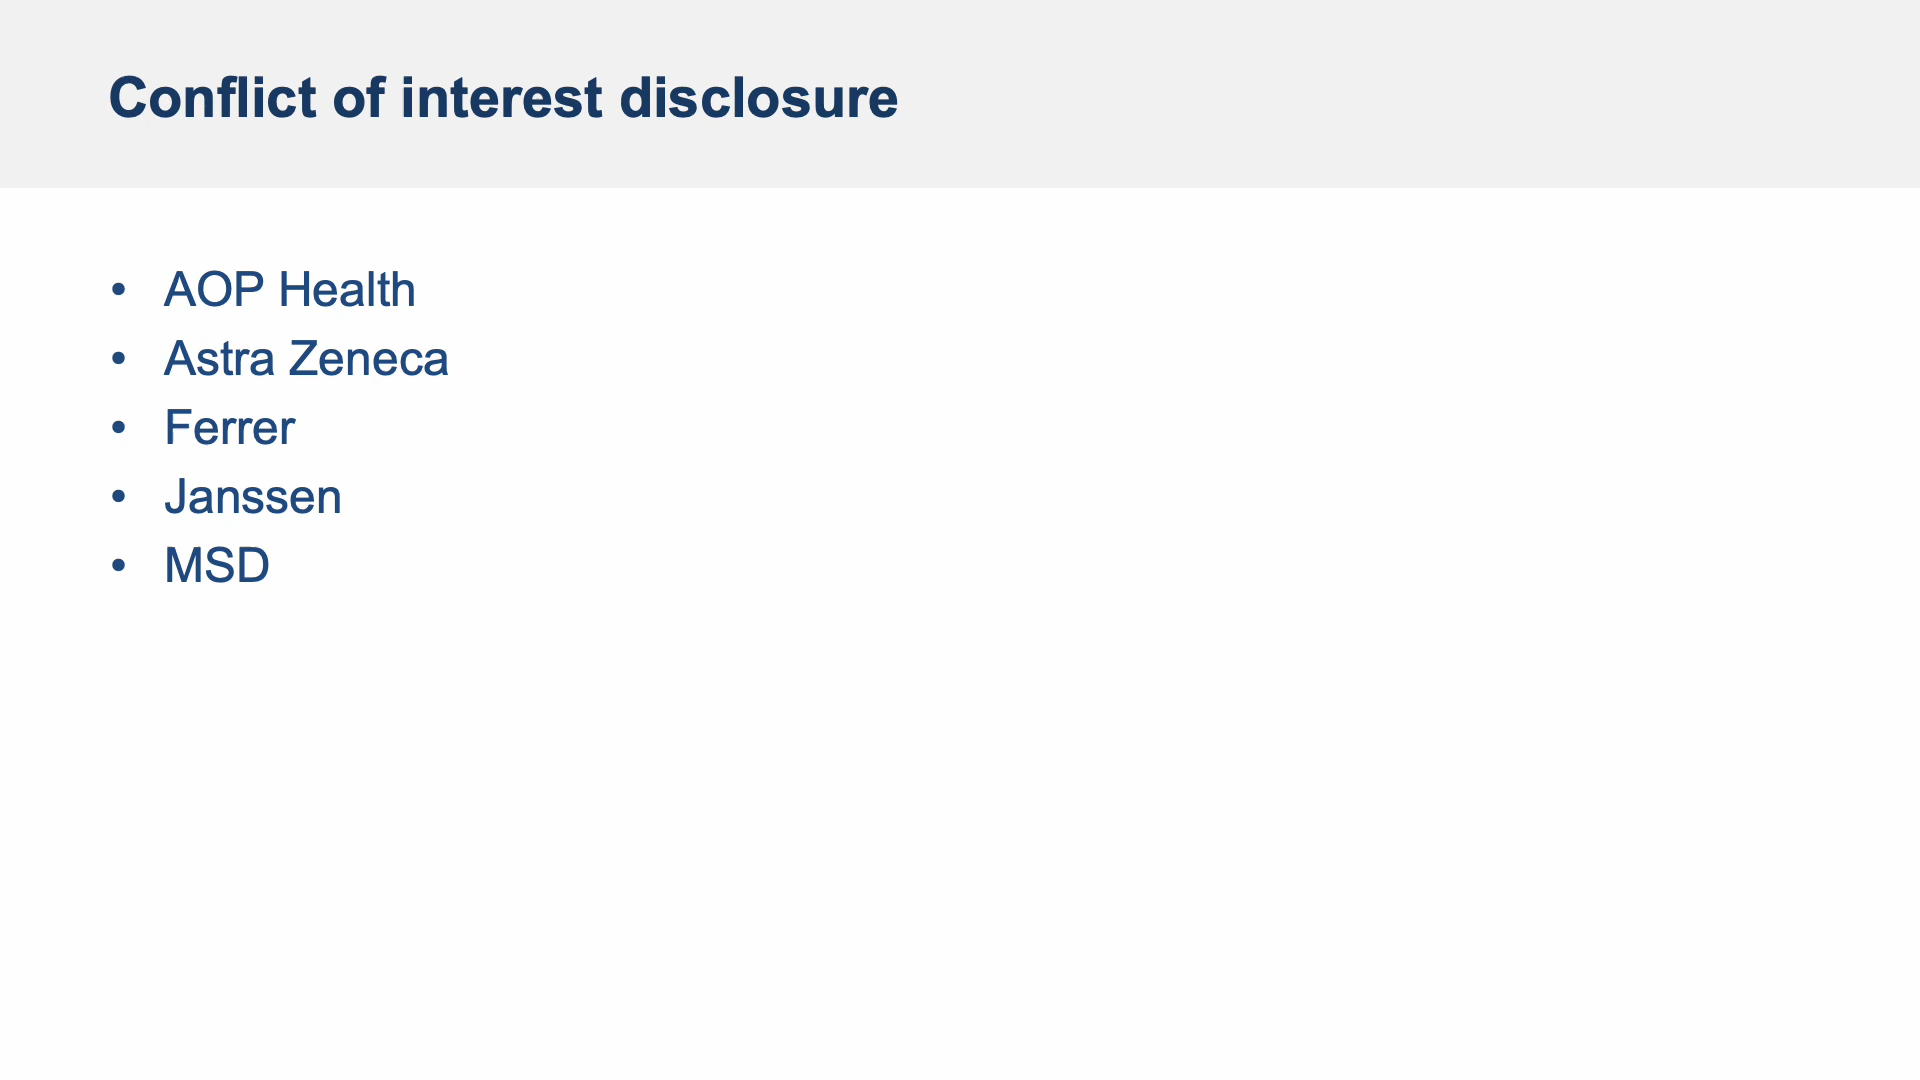 Conflict of interest disclosure
• AOP Health
• Astra Zeneca
• Ferrer
• Janssen
• MSD